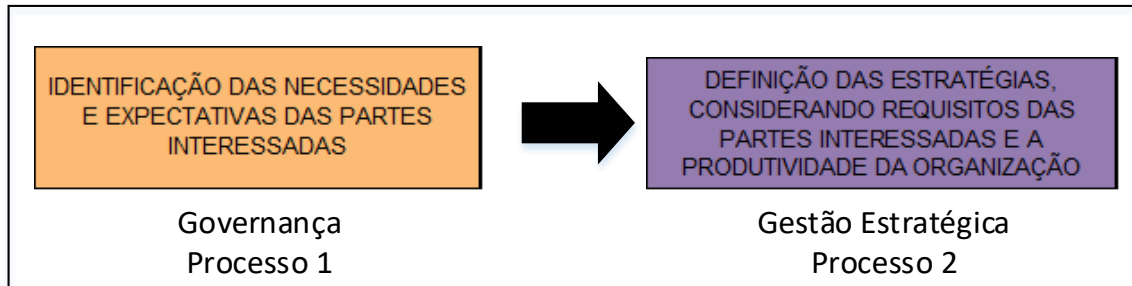 IDENTIFICAÇÃO DAS NECESSIDADES
E EXPECTATIVAS DAS PARTES
INTERESSADAS
Governança
Processo 1
DEFINIÇÃO DAS ESTRATÉGIAS,
CONSIDERANDO REQUISITOS DAS
PARTES INTERESSADAS E A
PRODUTIVIDADE DA ORGANIZAÇÃO
Gestão Estratégica
Processo 2